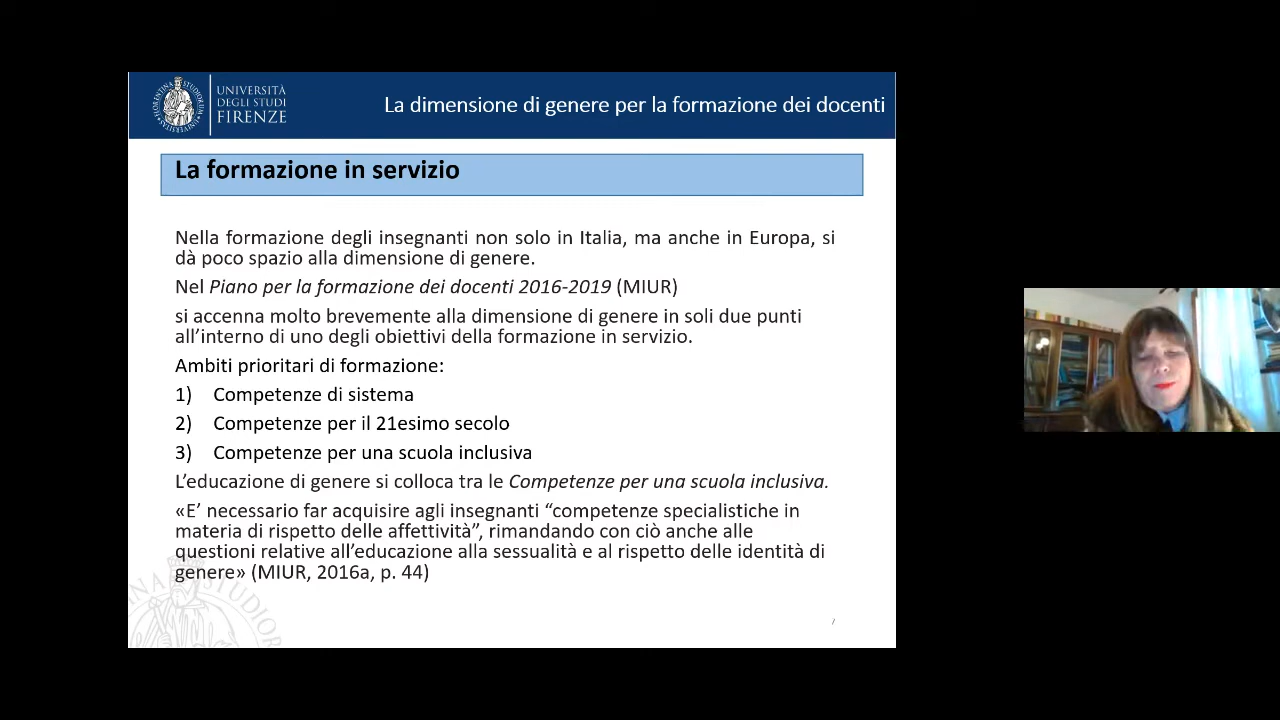 UNIVERSITÀ
DEGLI STUDI
FIRENZE
La dimensione di genere per la formazione dei docenti
La formazione in servizio
Nella formazione degli insegnanti non solo in Italia, ma anche in Europa, si
dà poco spazio alla dimensione di genere.
Nel Piano per la formazione dei docenti 2016-2019 (MIUR)
si accenna molto brevemente alla dimensione di genere in soli due punti
all’interno di uno degli obiettivi della formazione in servizio.
Ambiti prioritari di formazione:
1) Competenze di sistema
2) Competenze per il 21esimo secolo
3) Competenze per una scuola inclusiva
L’educazione di genere si colloca tra le Competenze per una scuola inclusiva.
«E’ necessario far acquisire agli insegnanti “competenze specialistiche in
materia di rispetto delle affettività”, rimandando con ciò anche alle
questioni relative all’educazione alla sessualità e al rispetto delle identità di
genere» (MIUR, 2016a, p. 44)